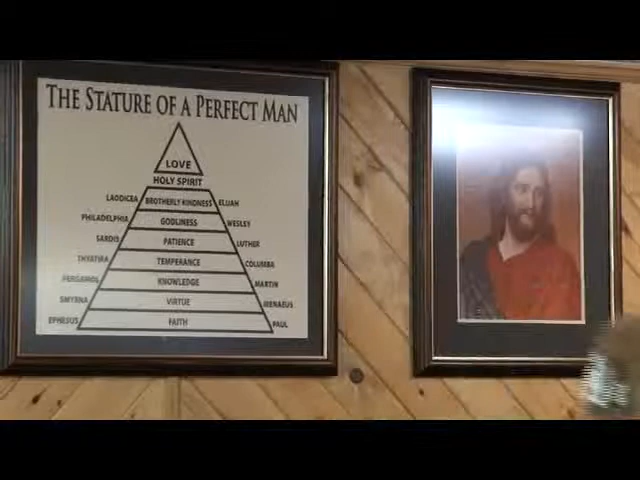 THE STATURE OF A PERFECT MAN
LOVE
HOLY SPIRIT
LAODICEA BROTHERLY KINDNESS ELIJAH
PHILADELPHIA GODLINESS WESLEY
SARDIS PATIENCE LUTHER
THYATIRA TEMPERANCE COLUMBA
PERGAMOS KNOWLEDGE MARTIN
SMYRNA VIRTUE IRENAEUS
EPHESUS FAITH PAUL